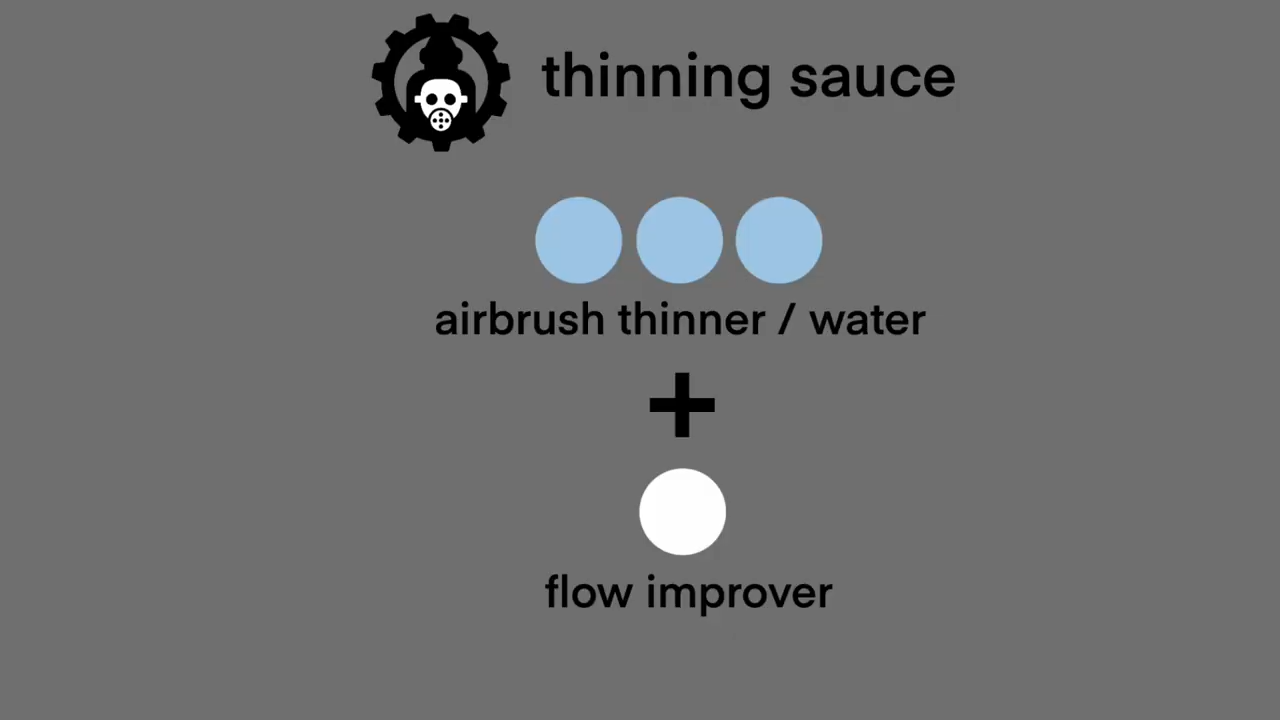 thinning sauce
airbrush thinner / water
+
flow improver